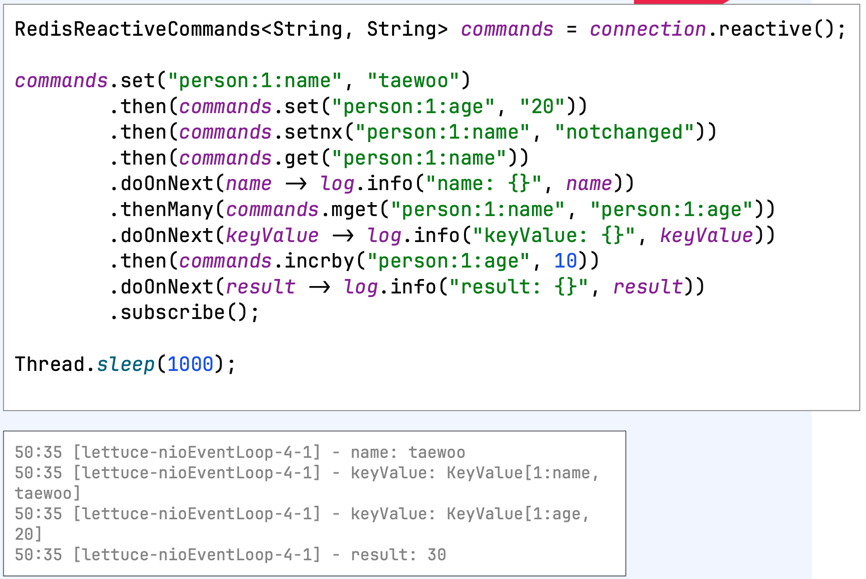 RedisReactiveCommands<String, String> commands = connection.reactive();
commands.set("person:1:name", "taewoo")
.then(commands.set("person:1:age", "20"))
.then(commands.setnx("person:1:name", "notchanged"))
.then(commands.get("person:1:name"))
.doOnNext(name → log.info("name: {}", name))
.thenMany(commands.mget("person:1:name", "person:1:age"))
.doOnNext(keyValue → log.info("keyValue: {}", keyValue))
.then(commands.incrby("person:1:age", 10))
.doOnNext(result → log.info("result: {}", result))
.subscribe();
Thread.sleep(1000);
50:35 [lettuce-nioEventLoop-4-1] - name: taewoo
50:35 [lettuce-nioEventLoop-4-1] - keyValue: KeyValue[1:name,
taewoo]
50:35 [lettuce-nioEventLoop-4-1] - keyValue: KeyValue[1:age,
20]
50:35 [lettuce-nioEventLoop-4-1] - result: 30